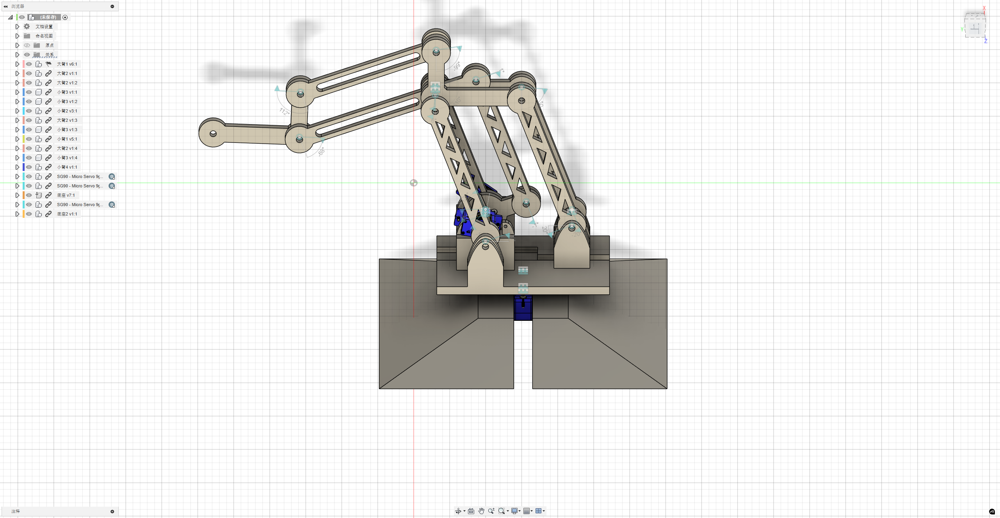 浏览器
(未保存)
文档设置
命名视图
原点
关系
大臂1 v6:1
大臂2 v1:1
大臂2 v1:2
小臂3 v1:1
小臂3 v1:2
小臂2 v3:1
大臂2 v1:3
小臂3 v1:3
小臂1 v5:1
大臂2 v1:4
小臂3 v1:4
小臂4 v1:1
SG90 - Micro Servo 9g...
SG90 - Micro Servo 9g...
底座 v7:1
SG90 - Micro Servo 9g...
底座2 v1:1
X
Y
上
Z
-99°
1°
112°
-68°
20°
-20°
注释